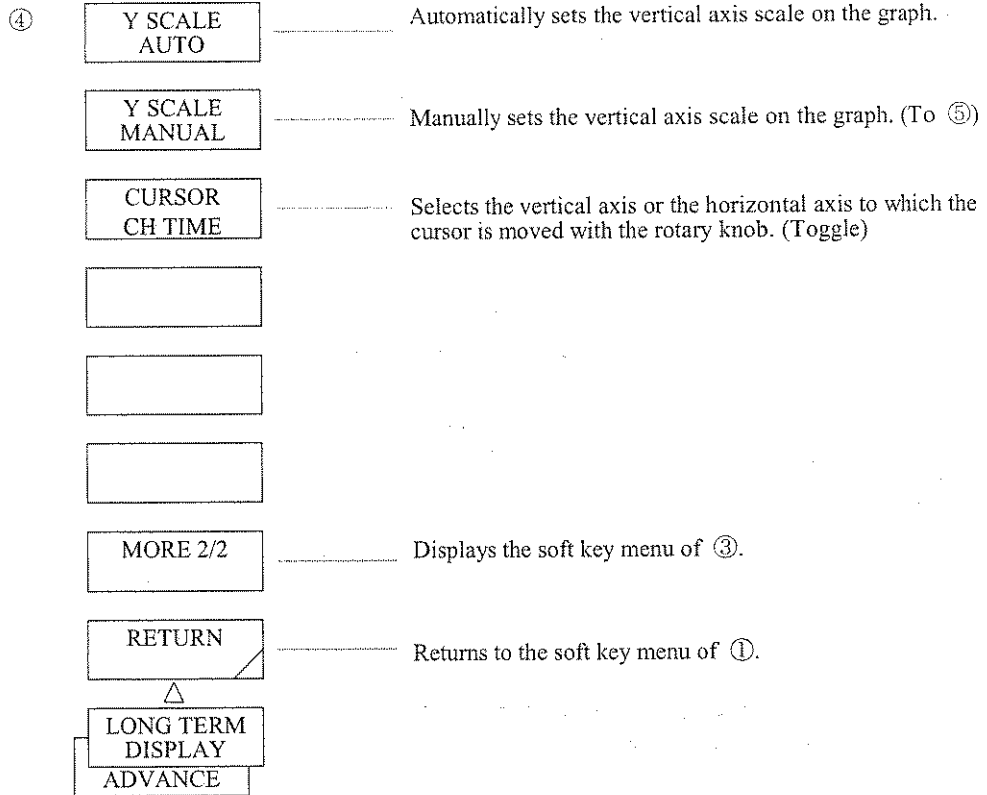 ④
Y SCALE
AUTO
Automatically sets the vertical axis scale on the graph.
Y SCALE
MANUAL
Manually sets the vertical axis scale on the graph. (To ⑤)
CURSOR
CH TIME
Selects the vertical axis or the horizontal axis to which the
cursor is moved with the rotary knob. (Toggle)
MORE 2/2
Displays the soft key menu of ③.
RETURN
Returns to the soft key menu of ①.
LONG TERM
DISPLAY
ADVANCE